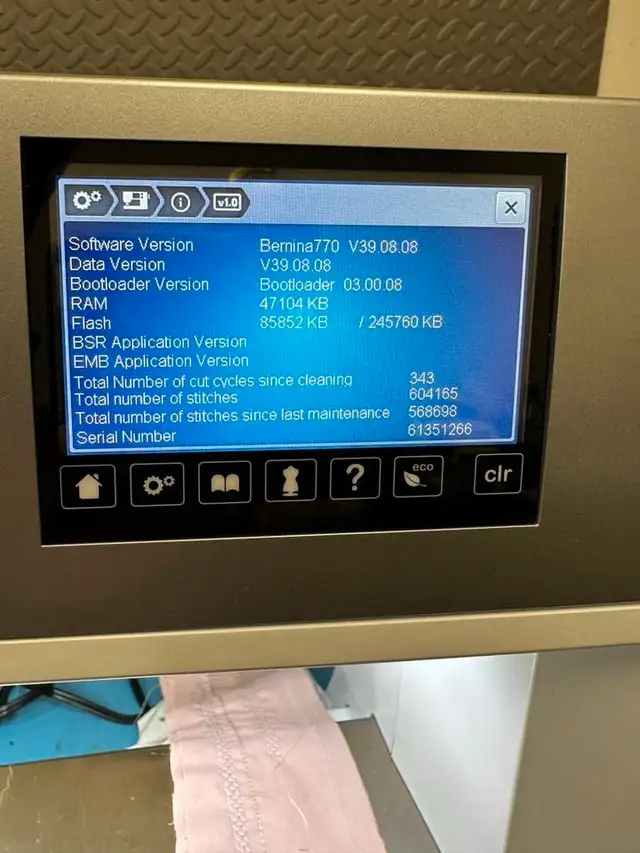 v1.0
Software Version Bernina770 V39.08.08
Data Version V39.08.08
Bootloader Version Bootloader 03.00.08
RAM 47104 KB
Flash 85852 KB / 245760 KB
BSR Application Version
EMB Application Version
Total Number of cut cycles since cleaning 343
Total number of stitches 604165
Total number of stitches since last maintenance 568698
Serial Number 61351266
? eco clr